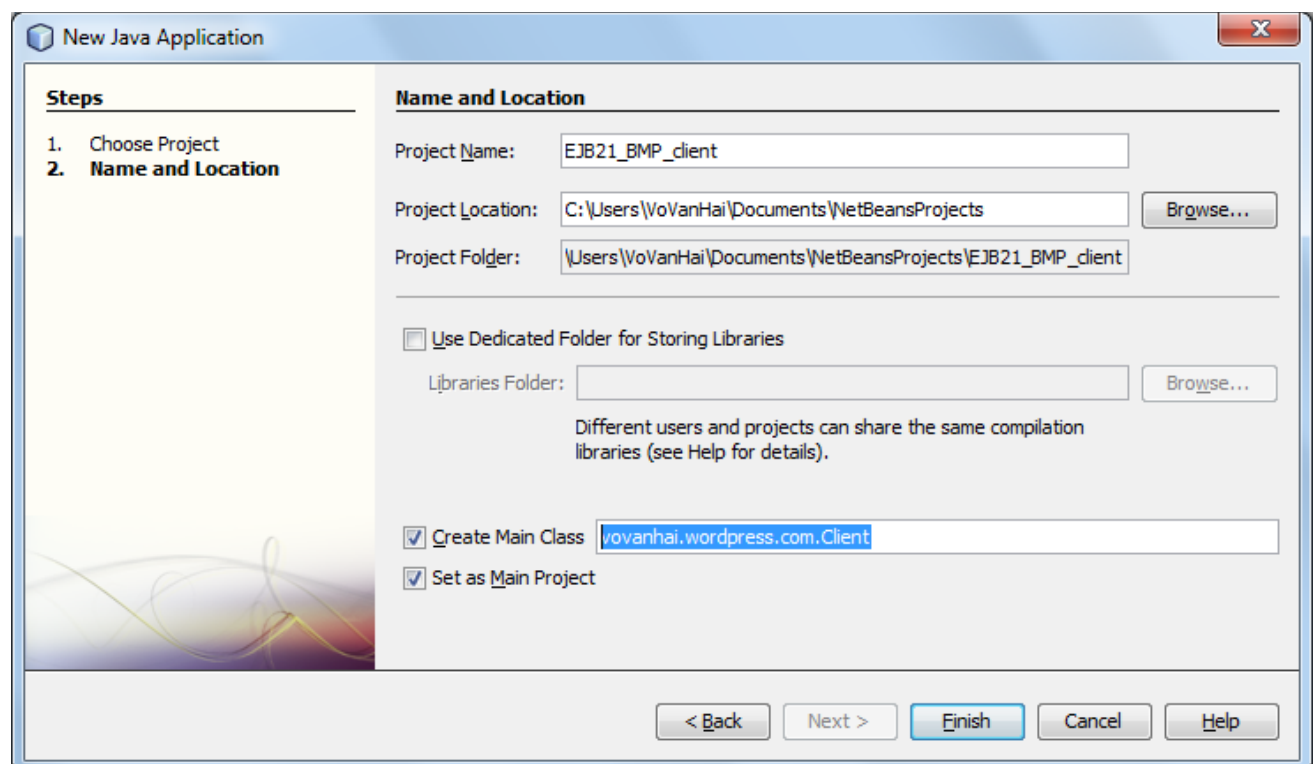 New Java Application
Steps
1. Choose Project
2. Name and Location
Name and Location
Project Name: EJB21_BMP_client
Project Location: C:\Users\VoVanHai\Documents\NetBeansProjects Browse...
Project Folder: \Users\VoVanHai\Documents\NetBeansProjects\EJB21_BMP_client
Use Dedicated Folder for Storing Libraries
Libraries Folder: Browse...
Different users and projects can share the same compilation
libraries (see Help for details).
Create Main Class vovanhai.wordpress.com.Client
Set as Main Project
< Back Next > Finish Cancel Help